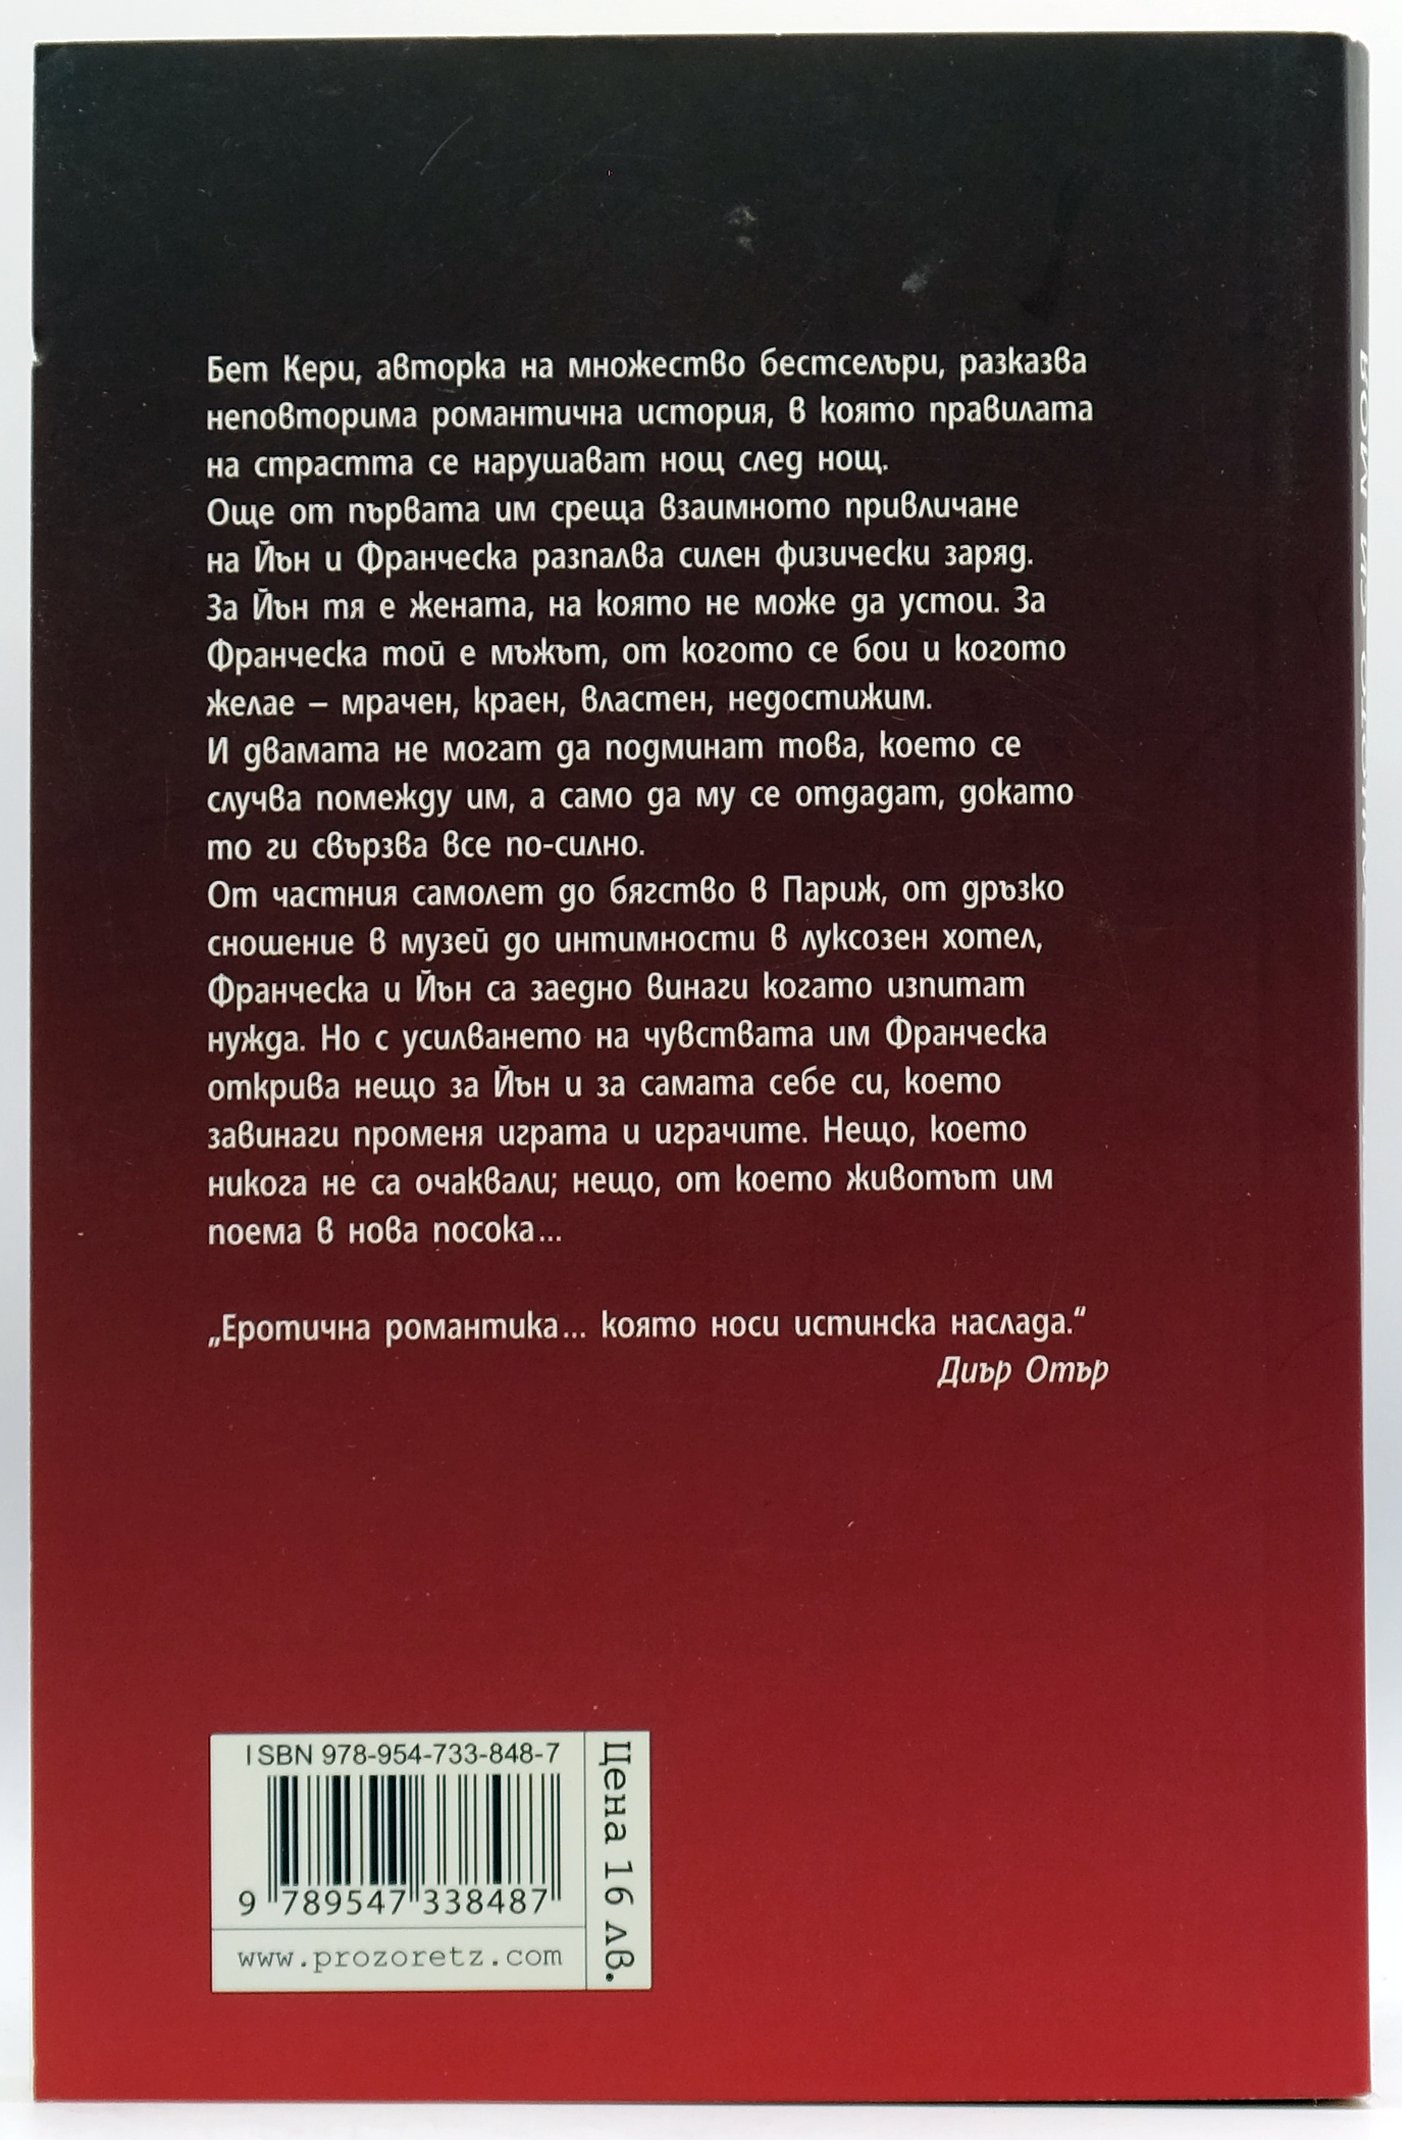 Бет Кери, авторка на множество бестселъри, разказва
неповторима романтична история, в която правилата
на страстта се нарушават нощ след нощ.
Още от първата им среща взаимното привличане
на Йън и Франческа разпалва силен физически заряд.
За Йън тя е жената, на която не може да устои. За
Франческа той е мъжът, от когото се бои и когото
желае – мрачен, краен, властен, недостижим.
И двамата не могат да подминат това, което се
случва помежду им, а само да му се отдадат, докато
то ги свързва все по-силно.
От частния самолет до бягство в Париж, от дръзко
сношение в музей до интимности в луксозен хотел,
Франческа и Йън са заедно винаги когато изпитат
нужда. Но с усилването на чувствата им Франческа
открива нещо за Йън и за самата себе си, което
завинаги променя играта и играчите. Нещо, което
никога не са очаквали; нещо, от което животът им
поема в нова посока...
„Еротична романтика... която носи истинска наслада.“
Диър Отър
ISBN 978-954-733-848-7
9 789547 338487
www.prozoretz.com
Цена 16 лв.
СИ МОЯ